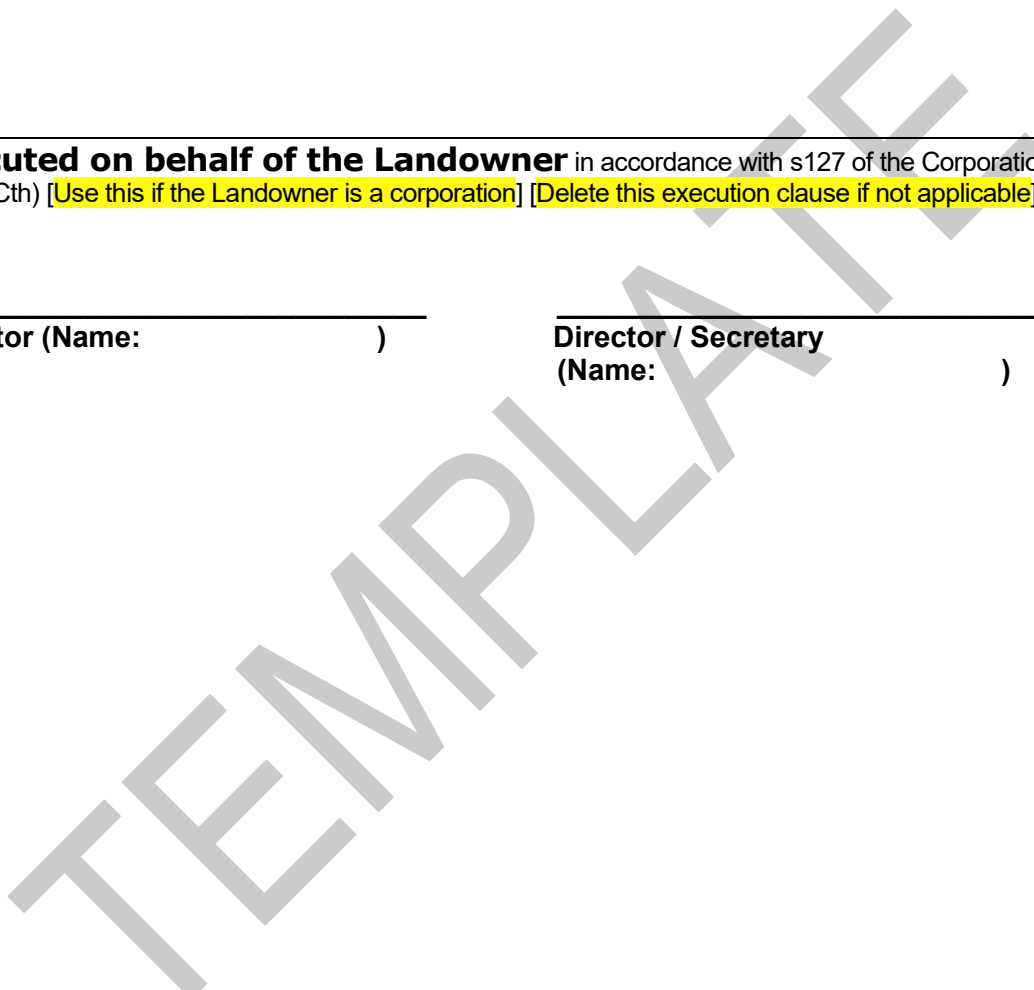 cuted on behalf of the Landowner in accordance with s127 of the Corporatio
Cth) [Use this if the Landowner is a corporation] [Delete this execution clause if not applicable]
tor (Name: ) Director / Secretary
(Name: )
TEMPLATE